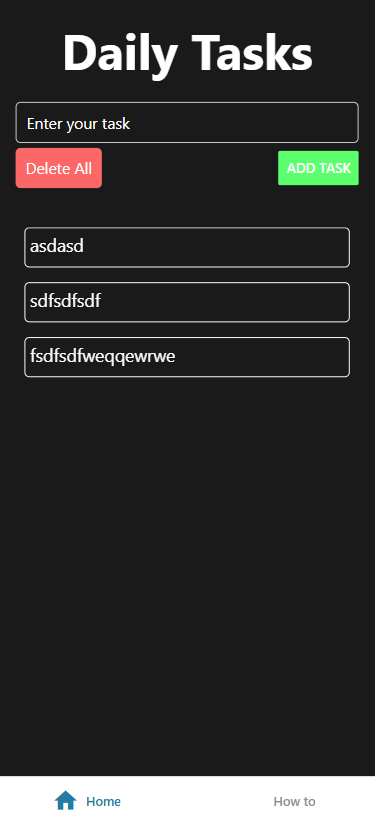 Daily Tasks
Enter your task
Delete All
ADD TASK
asdasd
sdfsdfsdf
fsdfsdfweqqewrwe
Home
How to